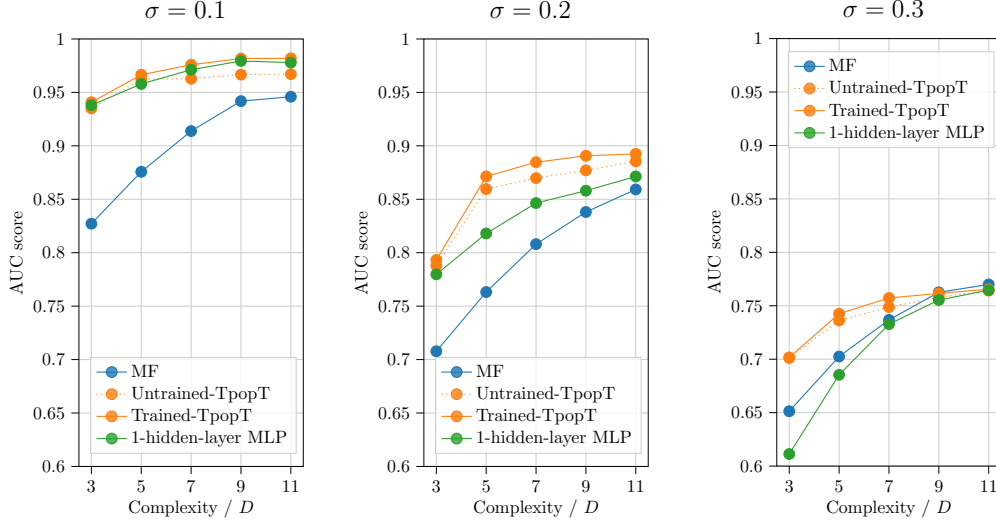 σ = 0.1
AUC score
1
0.95
0.9
0.85
0.8
0.75
0.7
0.65
0.6
MF
Untrained-TpopT
Trained-TpopT
1-hidden-layer MLP
3 5 7 9 11
Complexity / D
σ = 0.2
AUC score
1
0.95
0.9
0.85
0.8
0.75
0.7
0.65
0.6
MF
Untrained-TpopT
Trained-TpopT
1-hidden-layer MLP
3 5 7 9 11
Complexity / D
σ = 0.3
AUC score
1
0.95
0.9
0.85
0.8
0.75
0.7
0.65
0.6
MF
Untrained-TpopT
Trained-TpopT
1-hidden-layer MLP
3 5 7 9 11
Complexity / D